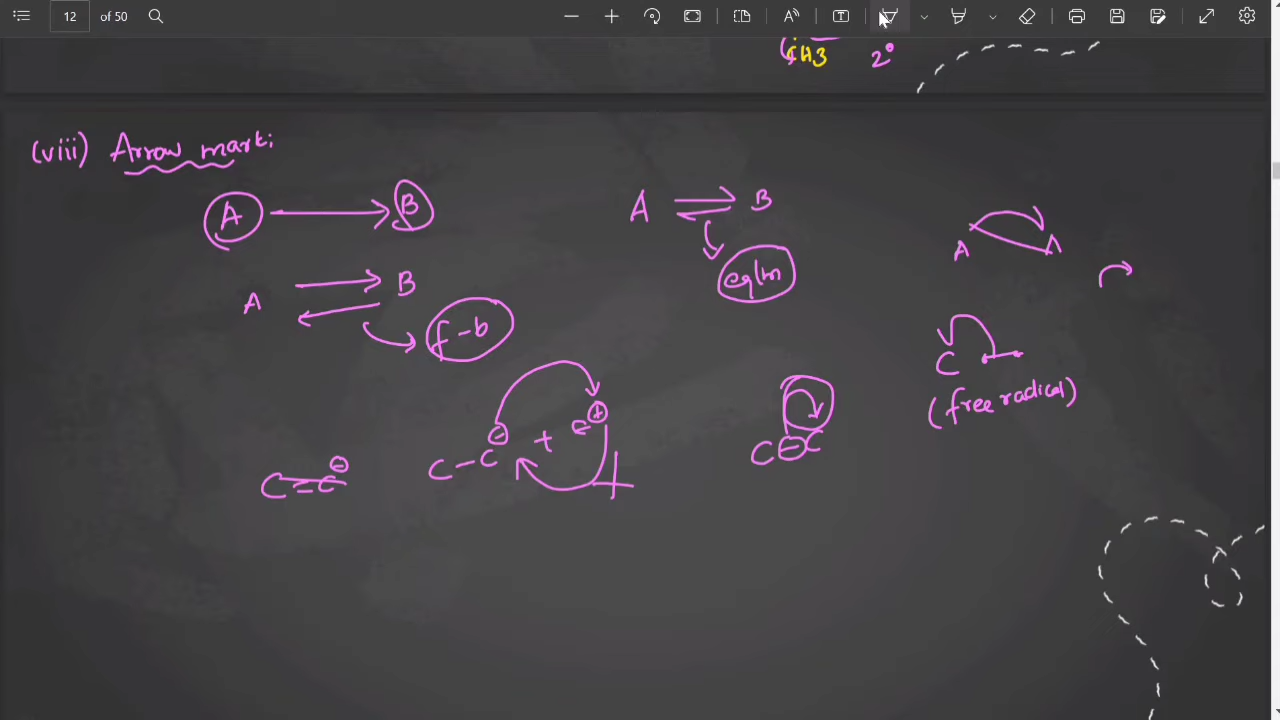 12 of 50
CH3 2°
(viii) Arrow mark:
A → B
A ⇌ B
eqlm
A A
A ⇌ B
f-b
C
(free radical)
C=C⊖
C-C⊖ + C⊕
C C